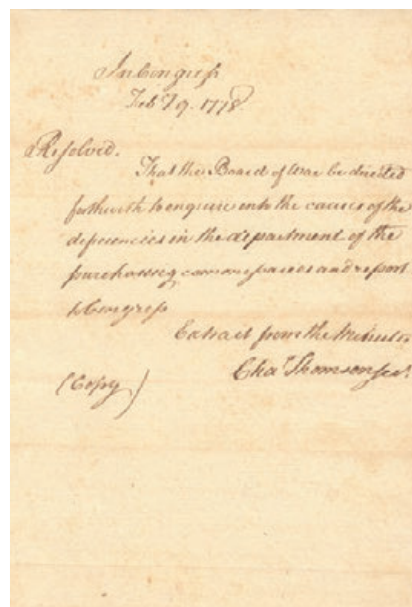 In Congress
Feb.y 9. 1778
Resolved.
That the Board of War be directed
forthwith to enquire into the causes of the
deficiencies in the department of the
purchasing commissaries and report
to Congress
Extract from the Minutes
Cha.s Thomson secy.
(Copy)